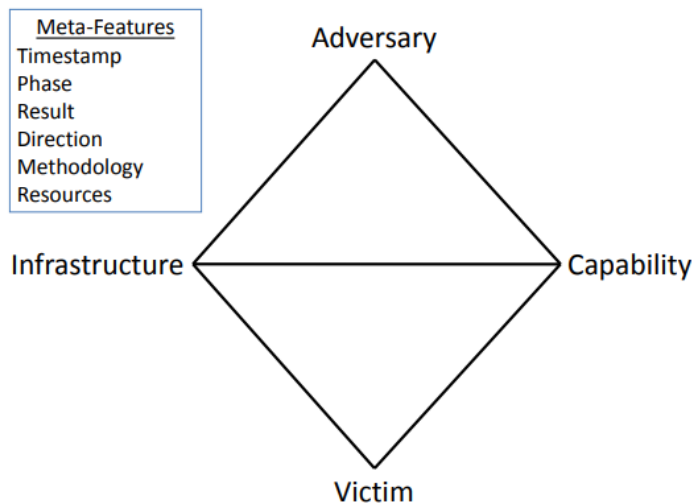 Meta-Features
Timestamp
Phase
Result
Direction
Methodology
Resources
Adversary
Infrastructure
Capability
Victim